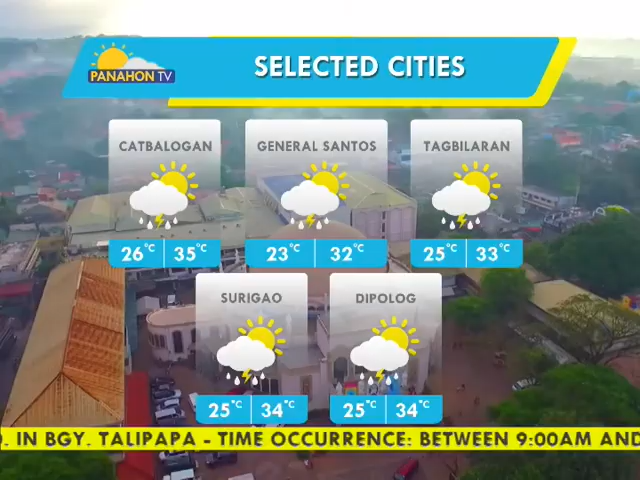 PANAHON TV
SELECTED CITIES
CATBALOGAN
26°C 35°C
GENERAL SANTOS
23°C 32°C
TAGBILARAN
25°C 33°C
SURIGAO
25°C 34°C
DIPOLOG
25°C 34°C
. IN BGY. TALIPAPA - TIME OCCURRENCE: BETWEEN 9:00AM AND